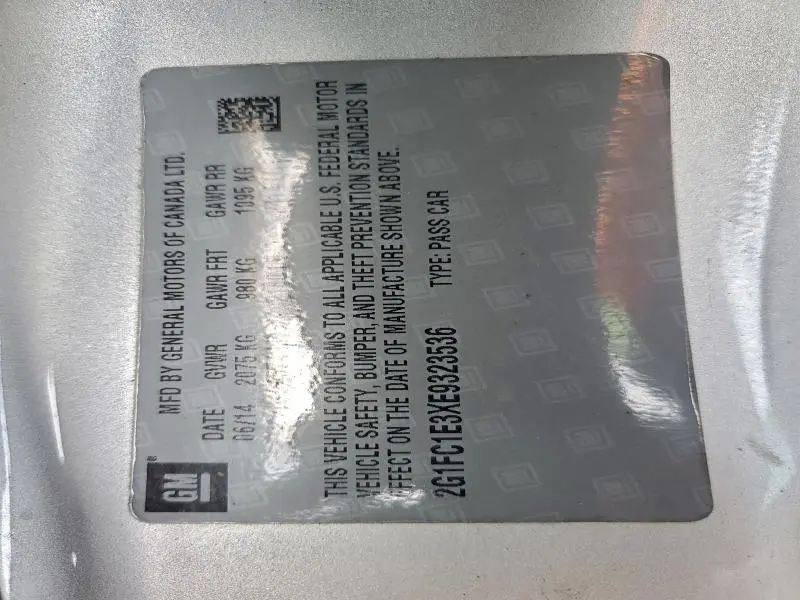 GM
MFD BY GENERAL MOTORS OF CANADA LTD.
DATE GVWR GAWR FRT GAWR RR
06/14 2075 KG 980 KG 1095 KG
THIS VEHICLE CONFORMS TO ALL APPLICABLE U.S. FEDERAL MOTOR
VEHICLE SAFETY, BUMPER, AND THEFT PREVENTION STANDARDS IN
EFFECT ON THE DATE OF MANUFACTURE SHOWN ABOVE.
2G1FC1E3XE9323536 TYPE: PASS CAR